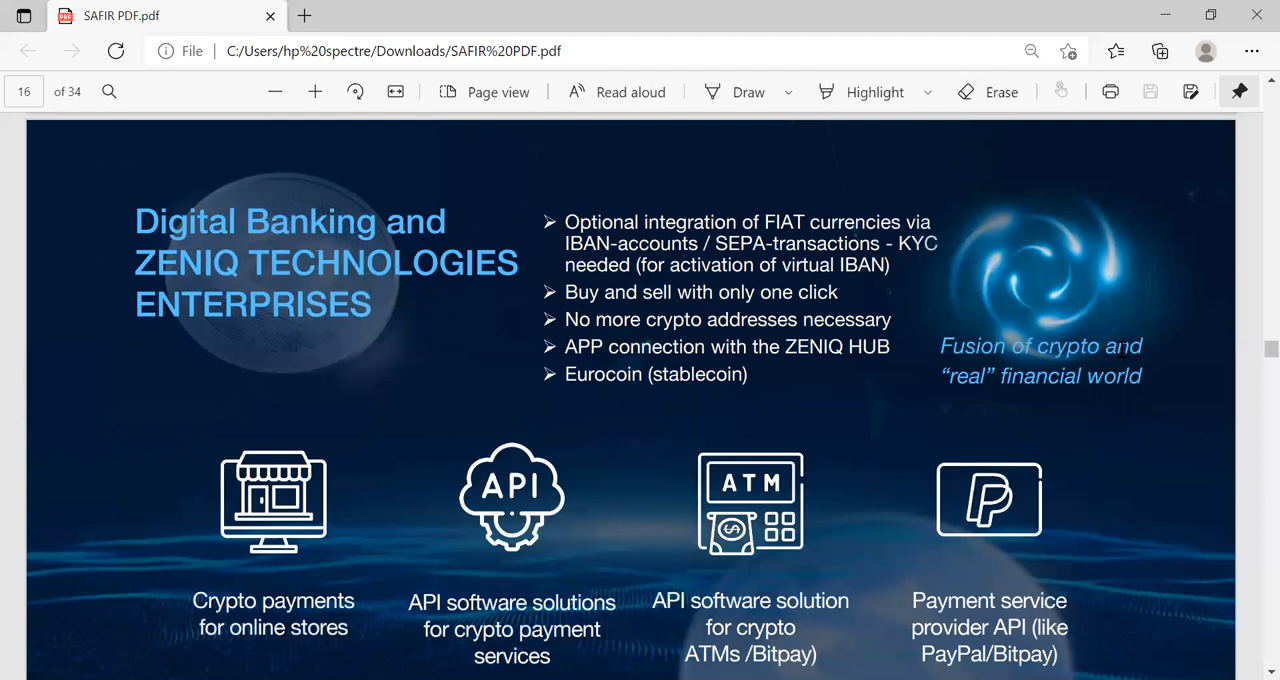 SAFIR PDF.pdf
File
C:/Users/hp%20spectre/Downloads/SAFIR%20PDF.pdf
16 of 34
Page view
Read aloud
Draw
Highlight
Erase
Digital Banking and
ZENIQ TECHNOLOGIES
ENTERPRISES
Optional integration of FIAT currencies via
IBAN-accounts / SEPA-transactions - KYC
needed (for activation of virtual IBAN)
Buy and sell with only one click
No more crypto addresses necessary
APP connection with the ZENIQ HUB
Eurocoin (stablecoin)
Fusion of crypto and
“real” financial world
API
ATM
Crypto payments
for online stores
API software solutions
for crypto payment
services
API software solution
for crypto
ATMs /Bitpay)
Payment service
provider API (like
PayPal/Bitpay)